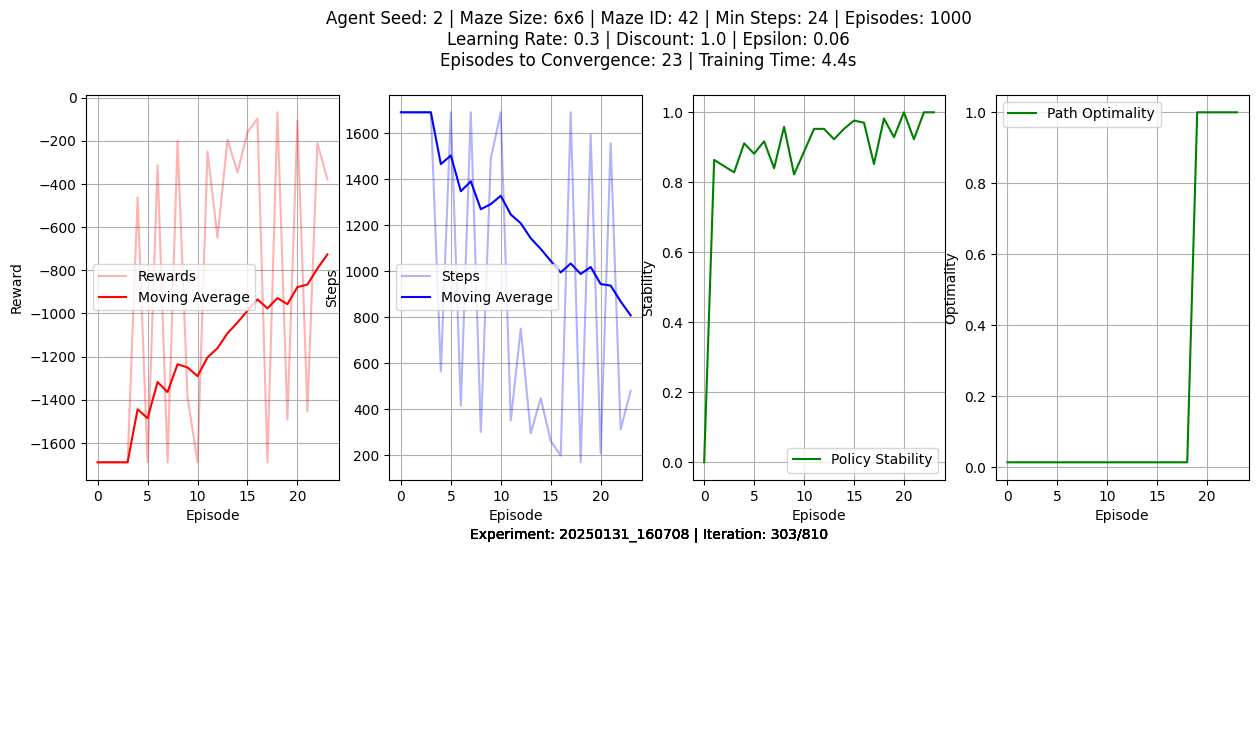 Agent Seed: 2 | Maze Size: 6x6 | Maze ID: 42 | Min Steps: 24 | Episodes: 1000
Learning Rate: 0.3 | Discount: 1.0 | Epsilon: 0.06
Episodes to Convergence: 23 | Training Time: 4.4s
Reward
0
−200
−400
−600
−800
−1000
−1200
−1400
−1600
Rewards
Moving Average
0 5 10 15 20
Episode
Steps
1600
1400
1200
1000
800
600
400
200
Steps
Moving Average
0 5 10 15 20
Episode
Stability
1.0
0.8
0.6
0.4
0.2
0.0
Policy Stability
0 5 10 15 20
Episode
Optimality
1.0
0.8
0.6
0.4
0.2
0.0
Path Optimality
0 5 10 15 20
Episode
Experiment: 20250131_160708 | Iteration: 303/810